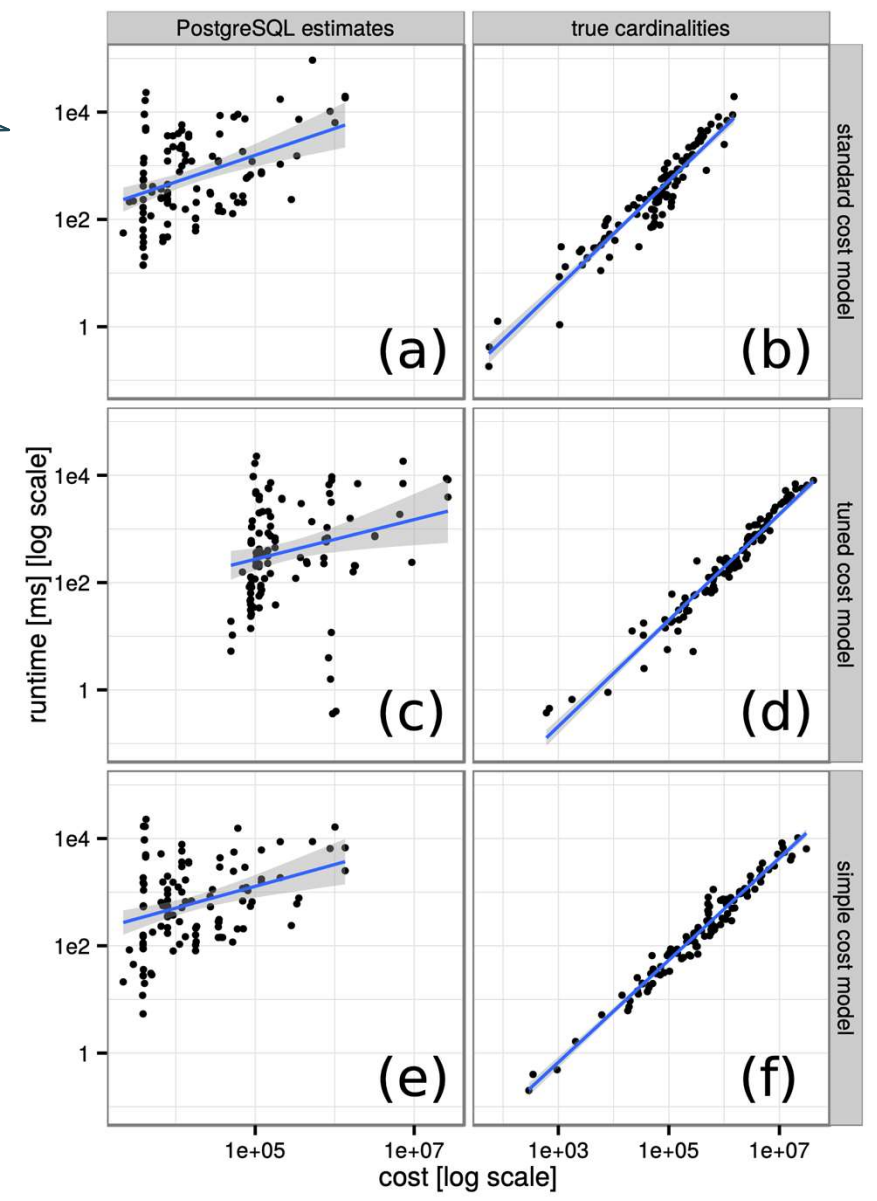 PostgreSQL estimates
true cardinalities
1e4
1e2
1
(a)
(b)
standard cost model
1e4
1e2
1
(c)
(d)
tuned cost model
runtime [ms] [log scale]
1e4
1e2
1
(e)
(f)
simple cost model
1e+05
1e+07
1e+03
1e+05
1e+07
cost [log scale]